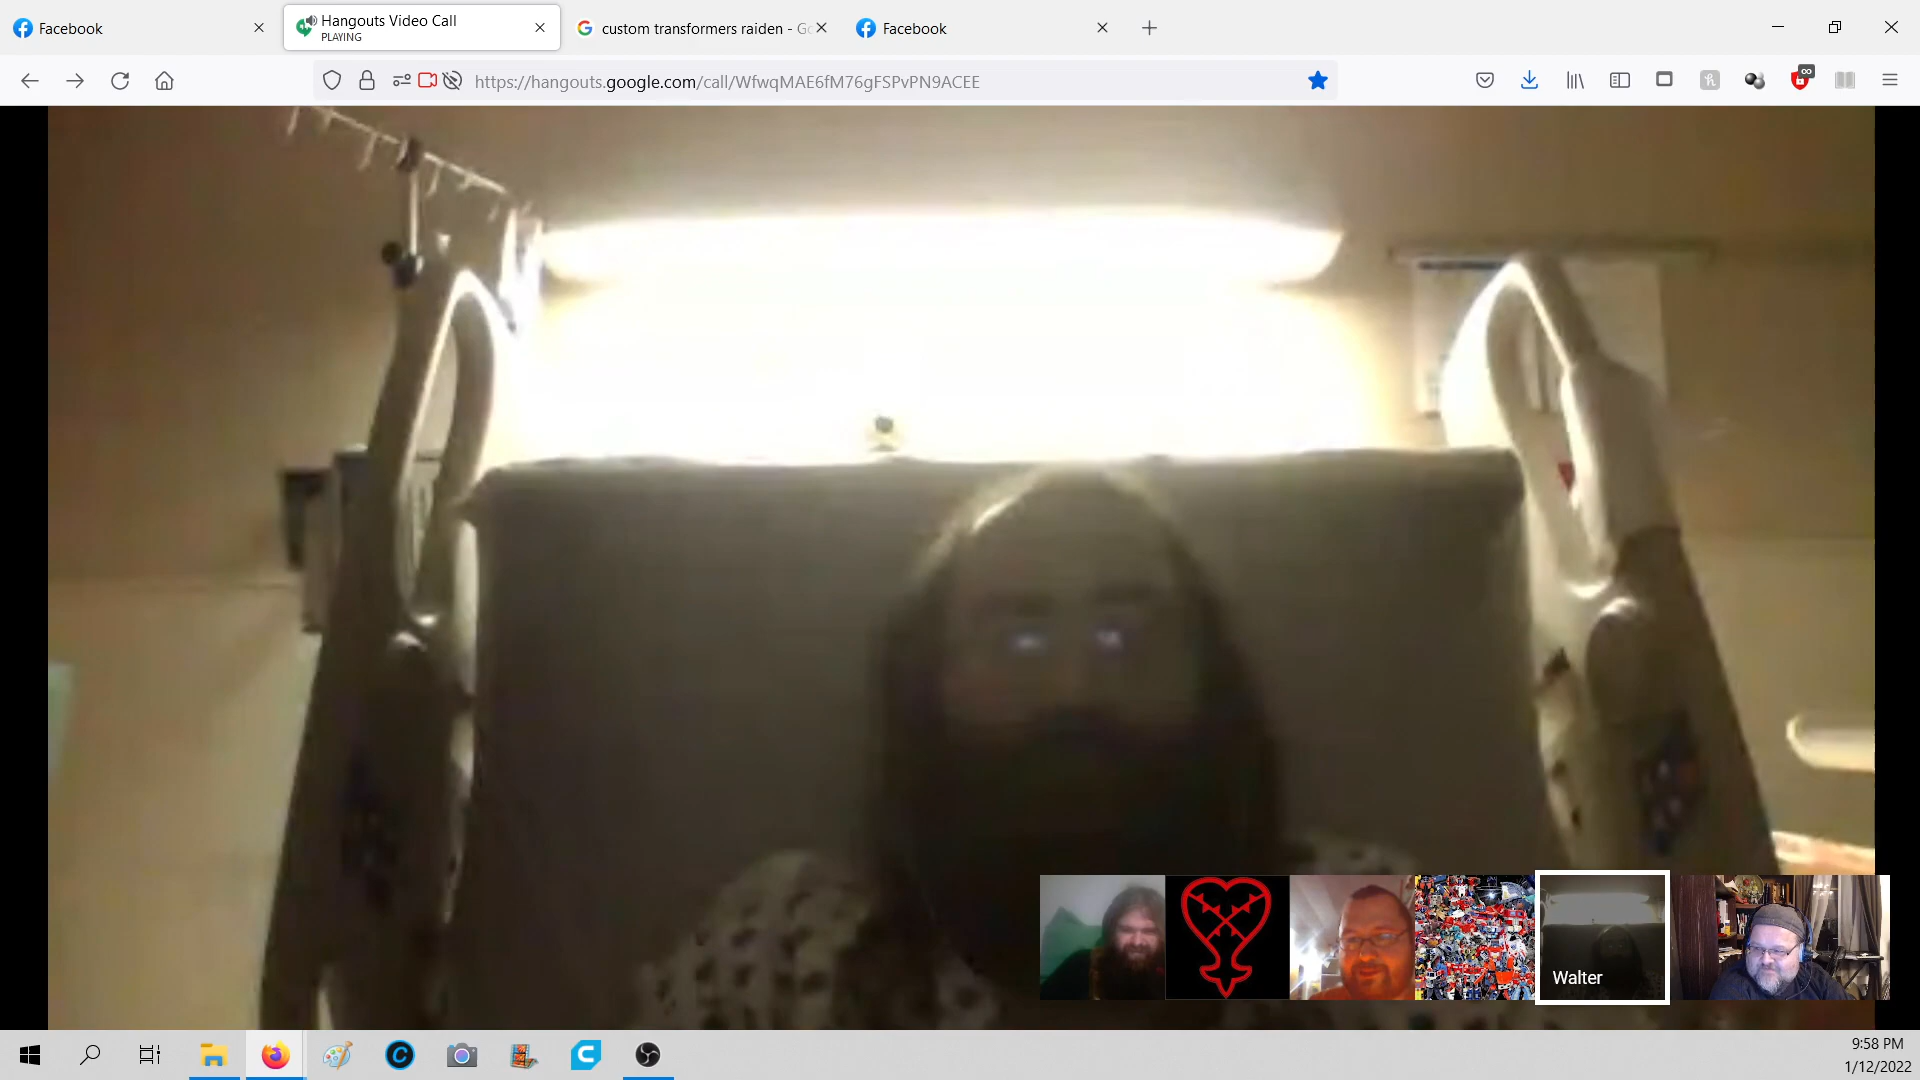 Facebook
Hangouts Video Call
PLAYING
custom transformers raiden - Go
Facebook
https://hangouts.google.com/call/WfwqMAE6fM76gFSPvPN9ACEE
Walter
9:58 PM
1/12/2022